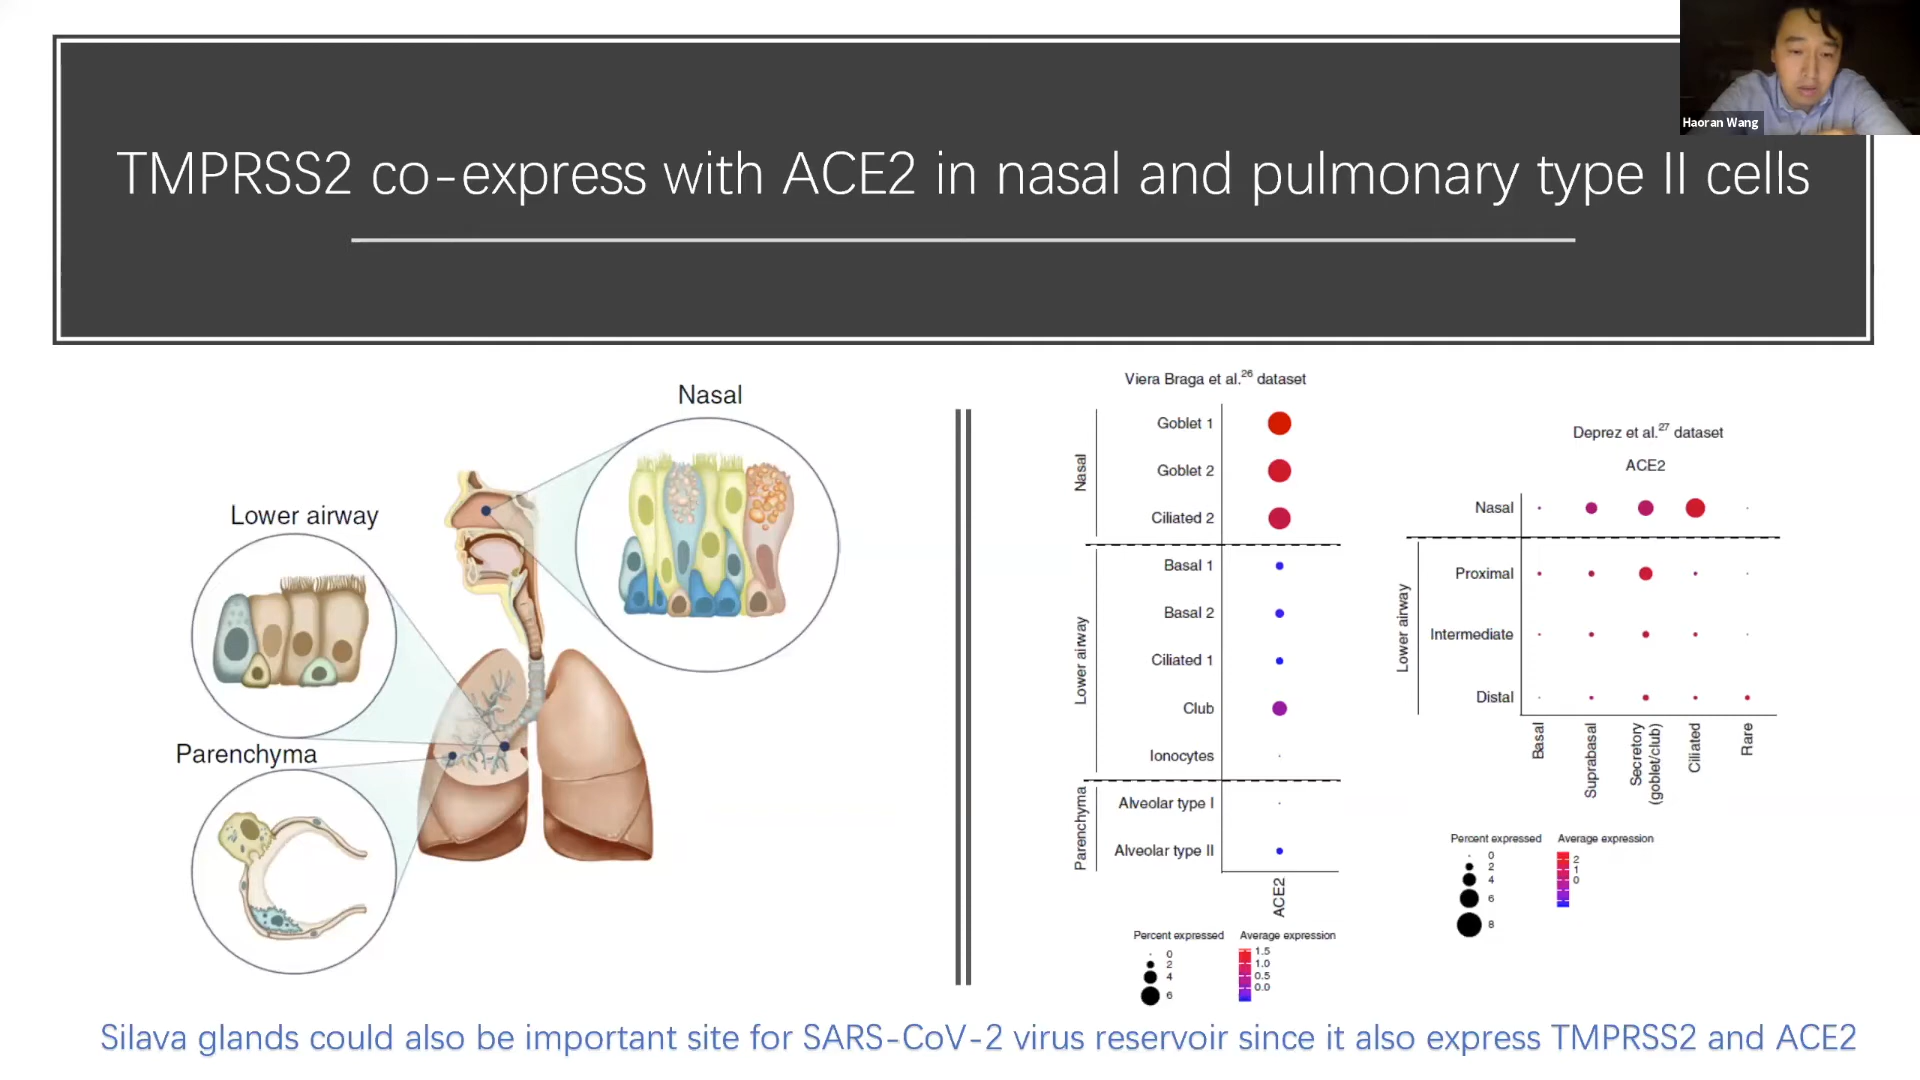 Haoran Wang
TMPRSS2 co-express with ACE2 in nasal and pulmonary type II cells
Nasal
Lower airway
Parenchyma
Viera Braga et al.26 dataset
Nasal
Goblet 1
Goblet 2
Ciliated 2
Lower airway
Basal 1
Basal 2
Ciliated 1
Club
Ionocytes
Parenchyma
Alveolar type I
Alveolar type II
ACE2
Percent expressed
0
2
4
6
Average expression
1.5
1.0
0.5
0.0
Deprez et al.27 dataset
ACE2
Nasal
Lower airway
Proximal
Intermediate
Distal
Basal
Suprabasal
Secretory
(goblet/club)
Ciliated
Rare
Percent expressed
0
2
4
6
8
Average expression
2
1
0
Silava glands could also be important site for SARS-CoV-2 virus reservoir since it also express TMPRSS2 and ACE2